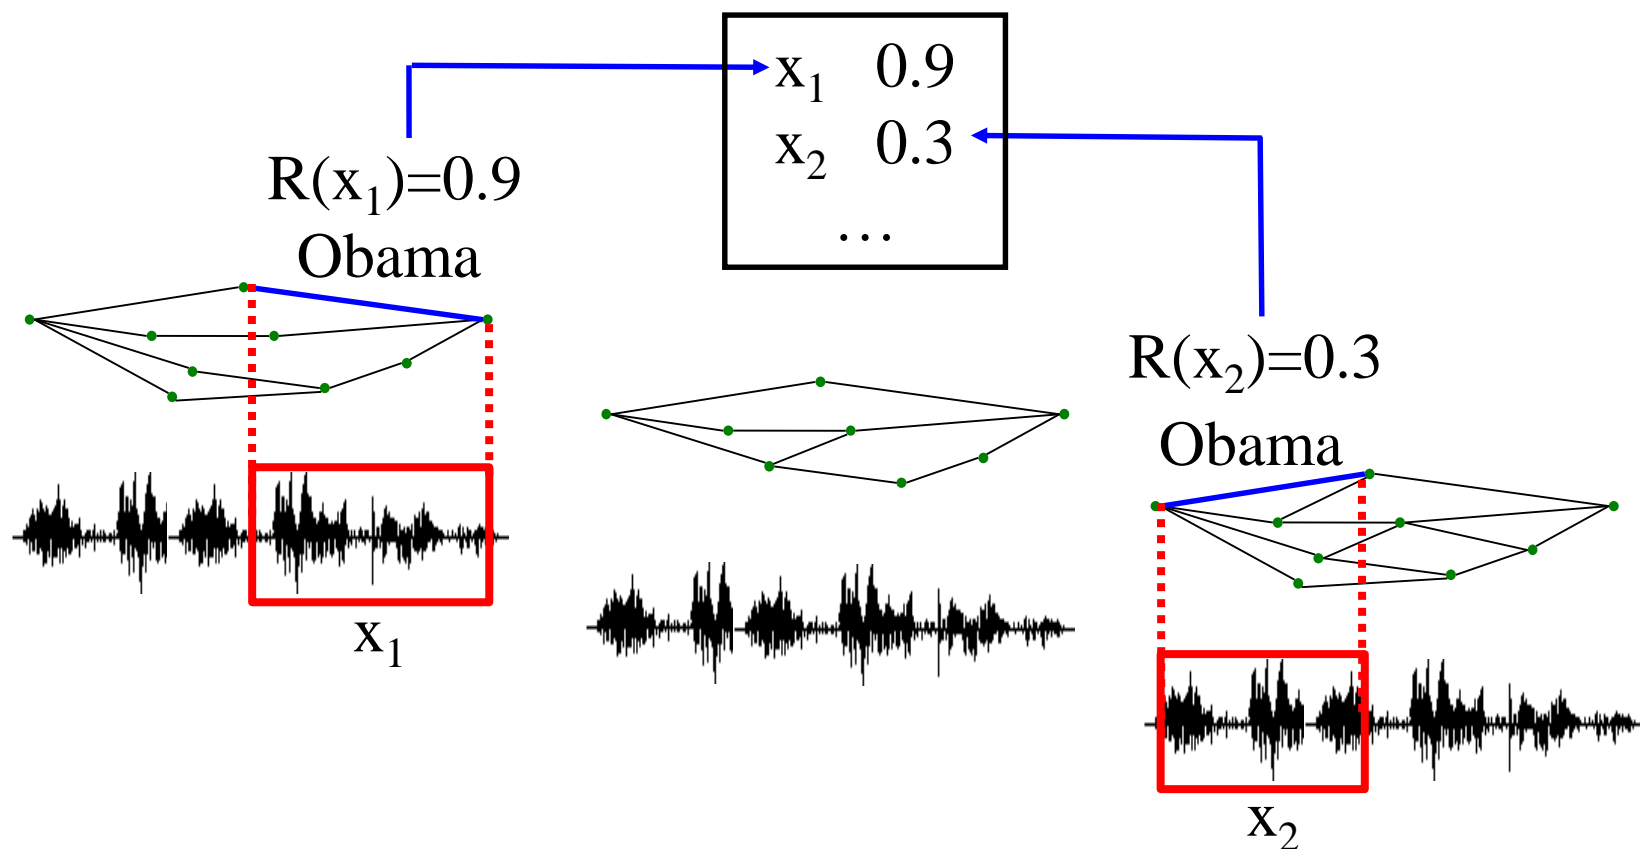 x₁ 0.9
x₂ 0.3
…
R(x₁)=0.9
Obama
x₁
R(x₂)=0.3
Obama
x₂